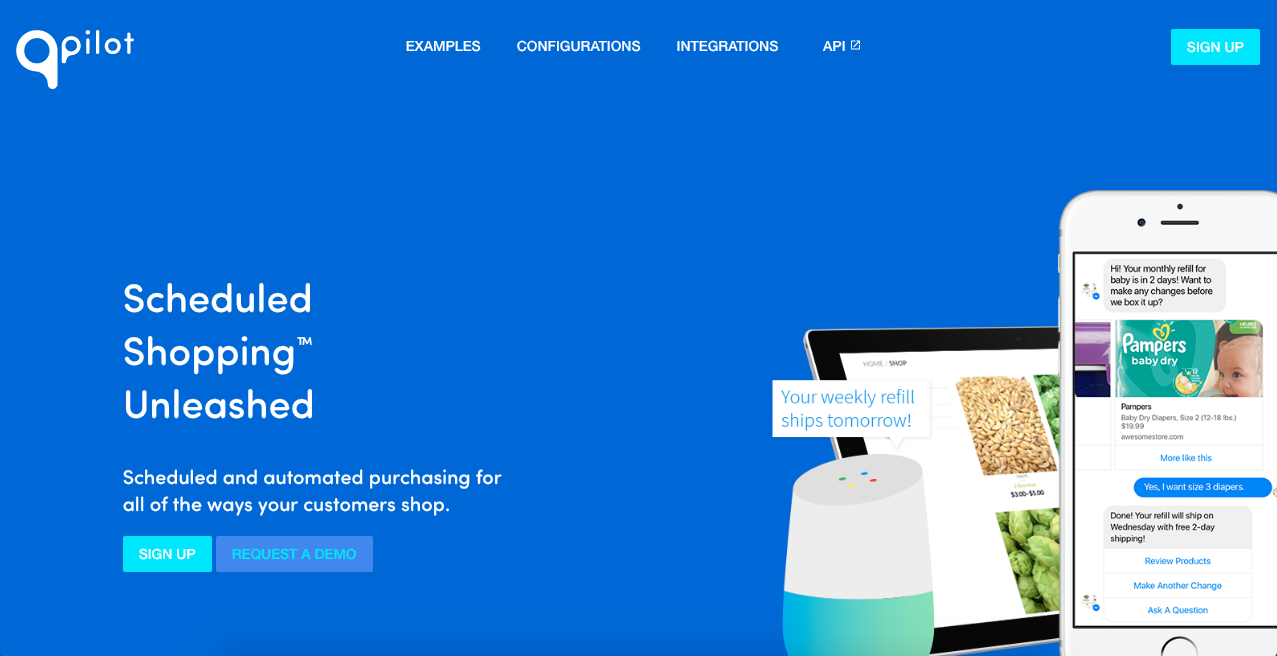 qpilot
EXAMPLES
CONFIGURATIONS
INTEGRATIONS
API
SIGN UP
Scheduled
Shopping™
Unleashed
Scheduled and automated purchasing for
all of the ways your customers shop.
SIGN UP
REQUEST A DEMO
HOME / SHOP
Your weekly refill
ships tomorrow!
$3.00–$5.00
Hi! Your monthly refill for
baby is in 2 days! Want to
make any changes before
we box it up?
Pampers
baby dry
HEURES
12
Pampers
Baby Dry Diapers, Size 2 (12-18 lbs.)
$19.99
awesomestore.com
More like this
Yes, I want size 3 diapers.
Done! Your refill will ship on
Wednesday with free 2-day
shipping!
Review Products
Make Another Change
Ask A Question